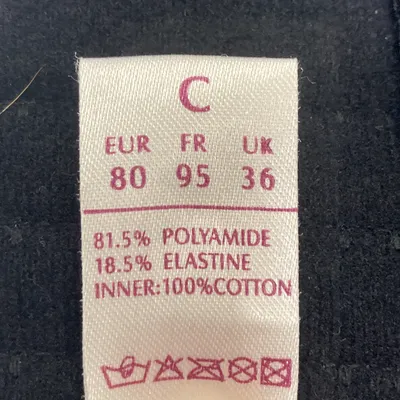 C
EUR FR UK
80 95 36
81.5% POLYAMIDE
18.5% ELASTINE
INNER:100%COTTON